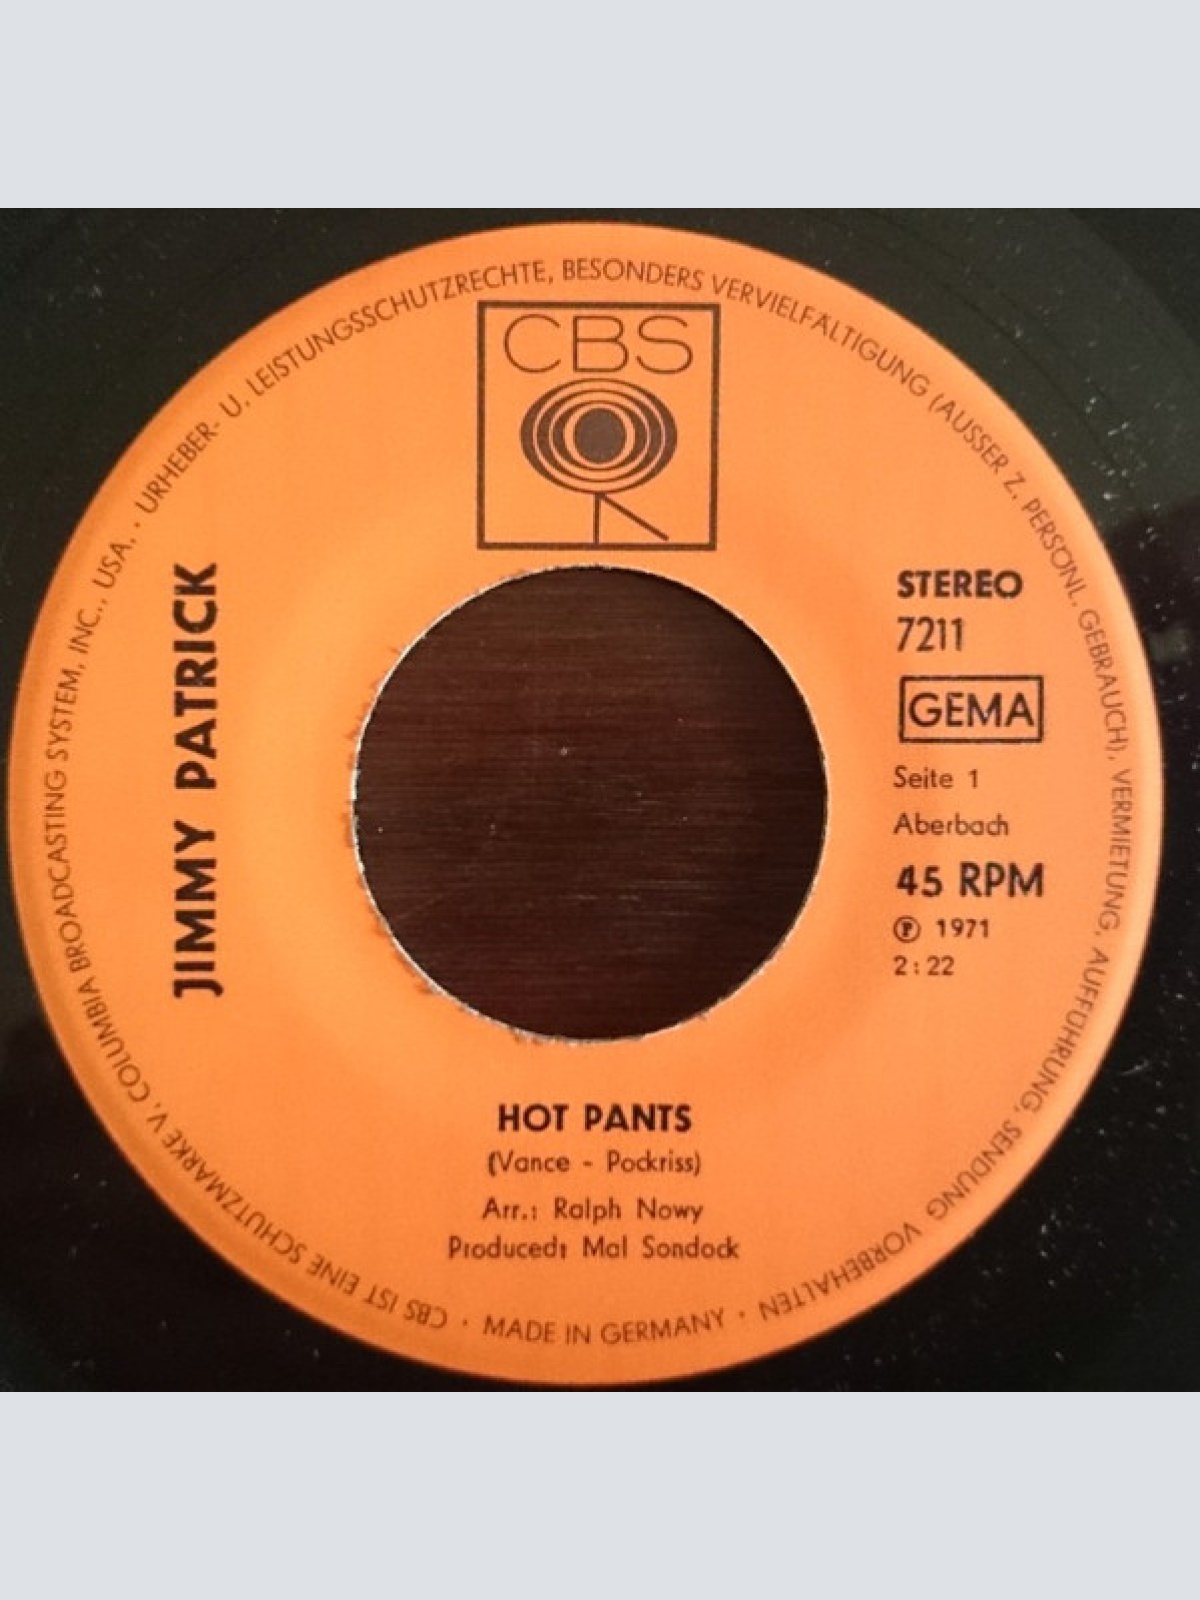 CBS IST EINE SCHUTZMARKE V. COLUMBIA BROADCASTING SYSTEM, INC., USA. · URHEBER- U. LEISTUNGSSCHUTZRECHTE, BESONDERS VERVIELFÄLTIGUNG (AUSSER Z. PERSÖNL. GEBRAUCH), VERMIETUNG, AUFFÜHRUNG, SENDUNG VORBEHALTEN · MADE IN GERMANY ·
CBS
JIMMY PATRICK
STEREO
7211
GEMA
Seite 1
Aberbach
45 RPM
℗ 1971
2:22
HOT PANTS
(Vance - Pockriss)
Arr.: Ralph Nowy
Produced: Mal Sondock